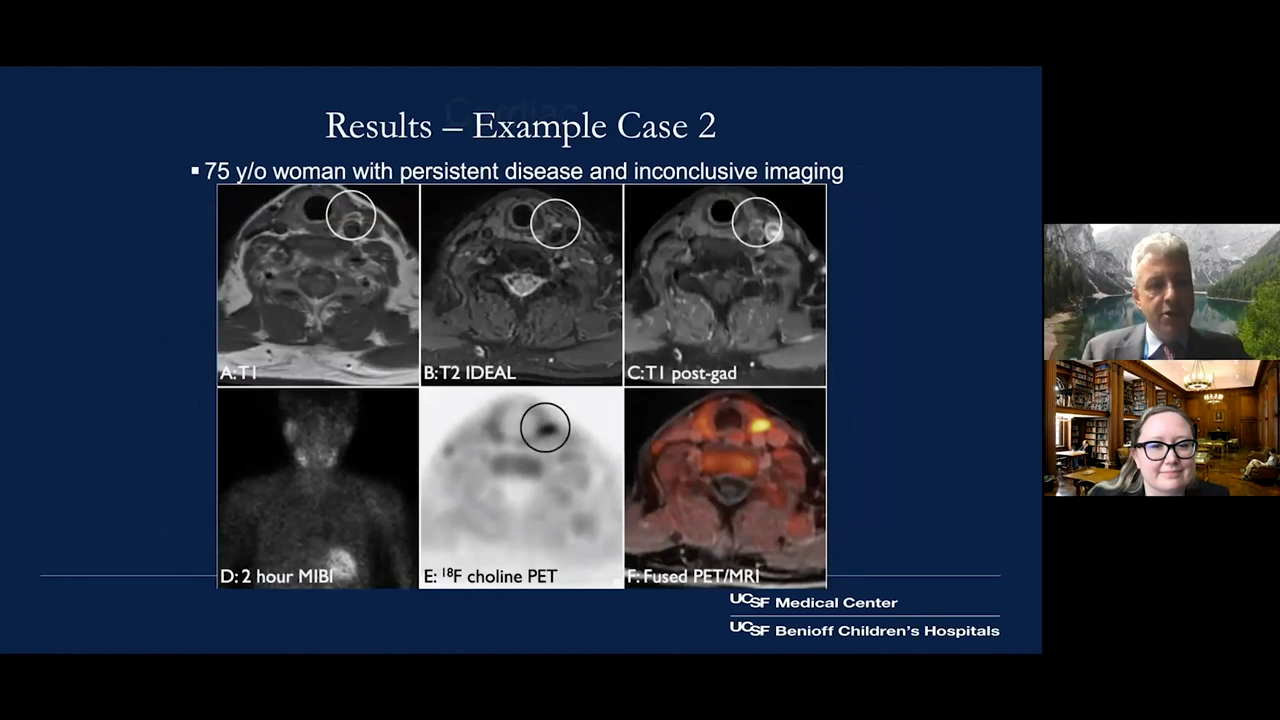 Results – Example Case 2
▪ 75 y/o woman with persistent disease and inconclusive imaging
A:T1
B:T2 IDEAL
C:T1 post-gad
D: 2 hour MIBI
E: ¹⁸F choline PET
F: Fused PET/MRI
UCSF Medical Center
UCSF Benioff Children's Hospitals